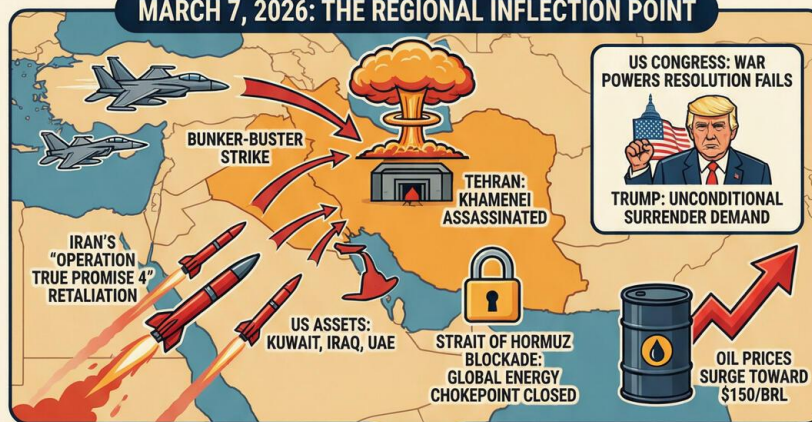 MARCH 7, 2026: THE REGIONAL INFLECTION POINT
BUNKER-BUSTER
STRIKE
TEHRAN:
KHAMENEI
ASSASSINATED
US CONGRESS: WAR
POWERS RESOLUTION FAILS
TRUMP: UNCONDITIONAL
SURRENDER DEMAND
IRAN'S
"OPERATION
TRUE PROMISE 4"
RETALIATION
US ASSETS:
KUWAIT, IRAQ, UAE
STRAIT OF HORMUZ
BLOCKADE:
GLOBAL ENERGY
CHOKEPOINT CLOSED
OIL PRICES
SURGE TOWARD
$150/BRL